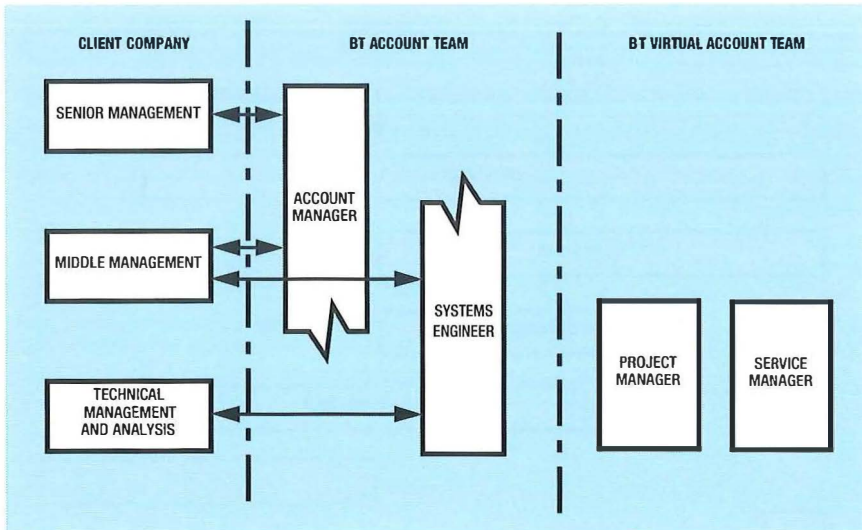 CLIENT COMPANY
BT ACCOUNT TEAM
BT VIRTUAL ACCOUNT TEAM
SENIOR MANAGEMENT
ACCOUNT
MANAGER
MIDDLE MANAGEMENT
SYSTEMS
ENGINEER
PROJECT
MANAGER
SERVICE
MANAGER
TECHNICAL
MANAGEMENT
AND ANALYSIS